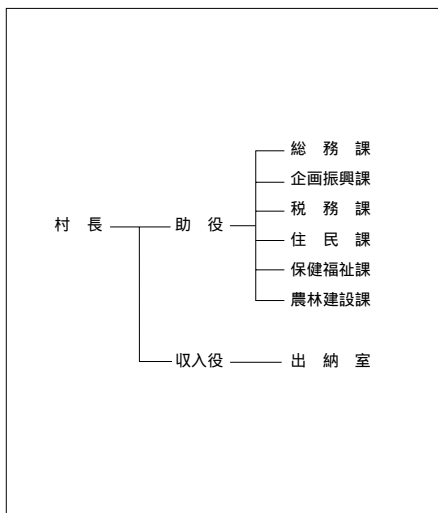 総務課
企画振興課
税務課
村長 助役
住民課
保健福祉課
農林建設課
収入役 出納室